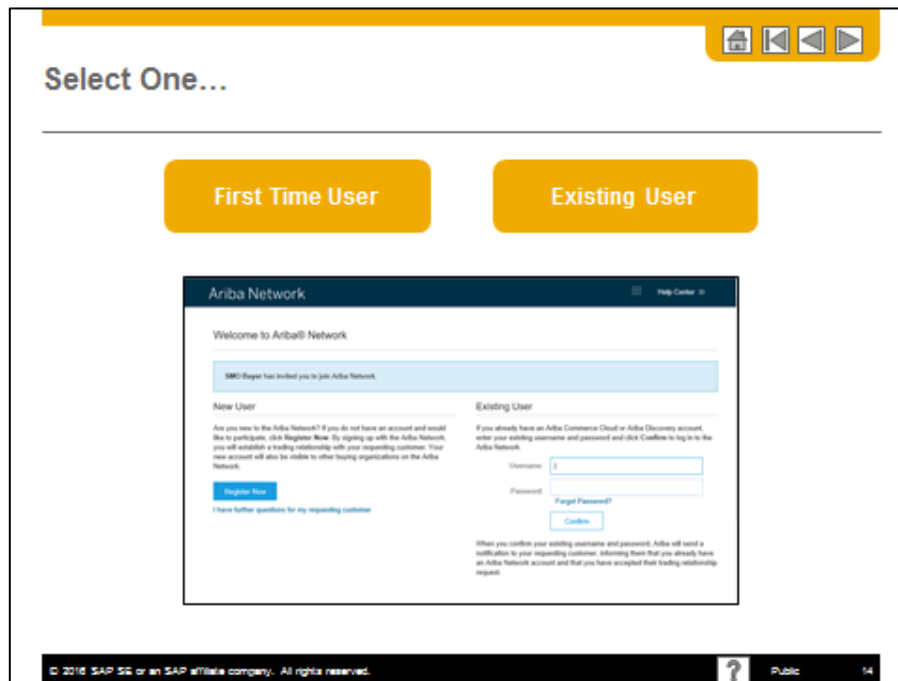 Select One...
First Time User
Existing User
Ariba Network
Help Center »
Welcome to Ariba® Network
SMO Buyer has invited you to join Ariba Network.
New User
Are you new to the Ariba Network? If you do not have an account and would
like to participate, click Register Now. By signing up with the Ariba Network,
you will establish a trading relationship with your requesting customer. Your
new account will also be visible to other buying organizations on the Ariba
Network.
Register Now
I have further questions for my requesting customer
Existing User
If you already have an Ariba Commerce Cloud or Ariba Discovery account,
enter your existing username and password and click Confirm to log in to the
Ariba Network.
Username:
Password:
Forgot Password?
Confirm
When you confirm your existing username and password, Ariba will send a
notification to your requesting customer, informing them that you already have
an Ariba Network account and that you have accepted their trading relationship
request.
© 2016 SAP SE or an SAP affiliate company. All rights reserved.
?
Public
14